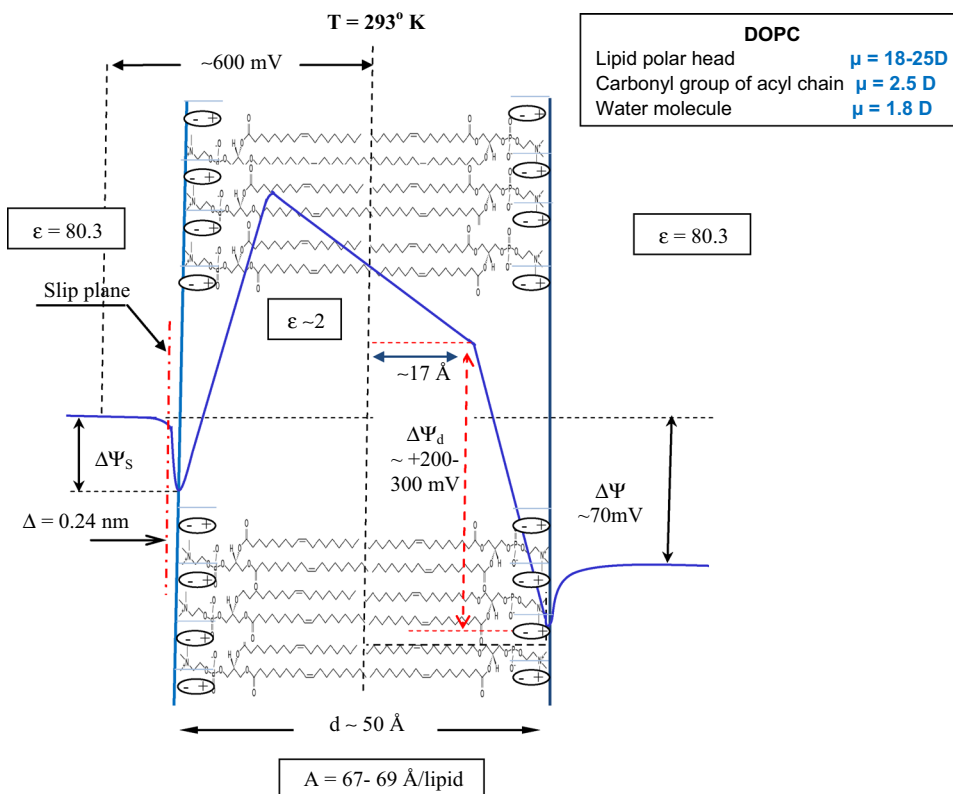 T = 293° K
~600 mV
DOPC
Lipid polar head μ = 18-25D
Carbonyl group of acyl chain μ = 2.5 D
Water molecule μ = 1.8 D
ε = 80.3
ε = 80.3
Slip plane
ε ~2
~17 Å
ΔΨS
ΔΨd
~ +200-
300 mV
ΔΨ
~70mV
Δ = 0.24 nm
d ~ 50 Å
A = 67- 69 Å/lipid